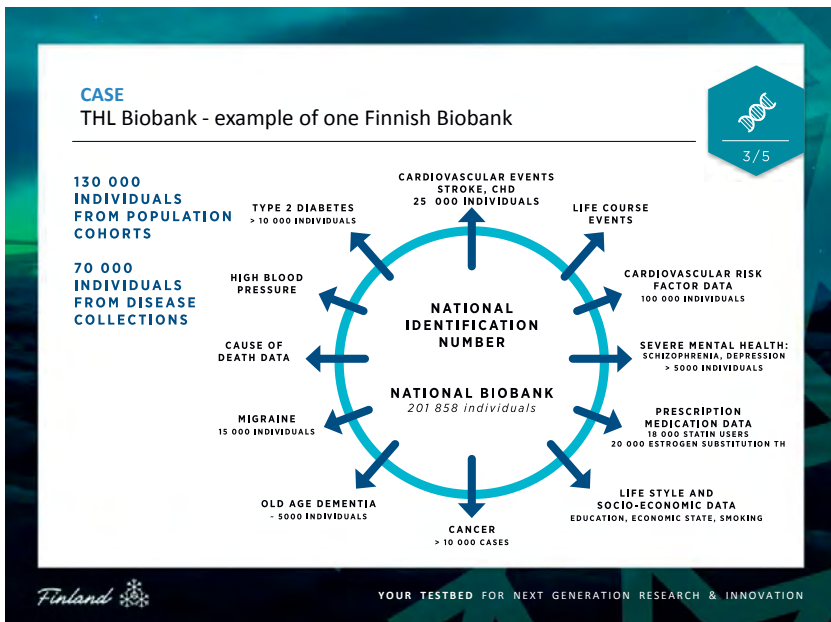 CASE
THL Biobank - example of one Finnish Biobank
3/5
130 000
INDIVIDUALS
FROM POPULATION
COHORTS
70 000
INDIVIDUALS
FROM DISEASE
COLLECTIONS
CARDIOVASCULAR EVENTS
STROKE, CHD
25 000 INDIVIDUALS
TYPE 2 DIABETES
> 10 000 INDIVIDUALS
LIFE COURSE
EVENTS
HIGH BLOOD
PRESSURE
CARDIOVASCULAR RISK
FACTOR DATA
100 000 INDIVIDUALS
NATIONAL
IDENTIFICATION
NUMBER
CAUSE OF
DEATH DATA
SEVERE MENTAL HEALTH:
SCHIZOPHRENIA, DEPRESSION
> 5000 INDIVIDUALS
NATIONAL BIOBANK
201 858 individuals
MIGRAINE
15 000 INDIVIDUALS
PRESCRIPTION
MEDICATION DATA
18 000 STATIN USERS
20 000 ESTROGEN SUBSTITUTION TH
OLD AGE DEMENTIA
~ 5000 INDIVIDUALS
LIFE STYLE AND
SOCIO-ECONOMIC DATA
EDUCATION, ECONOMIC STATE, SMOKING
CANCER
> 10 000 CASES
Finland
YOUR TESTBED FOR NEXT GENERATION RESEARCH & INNOVATION